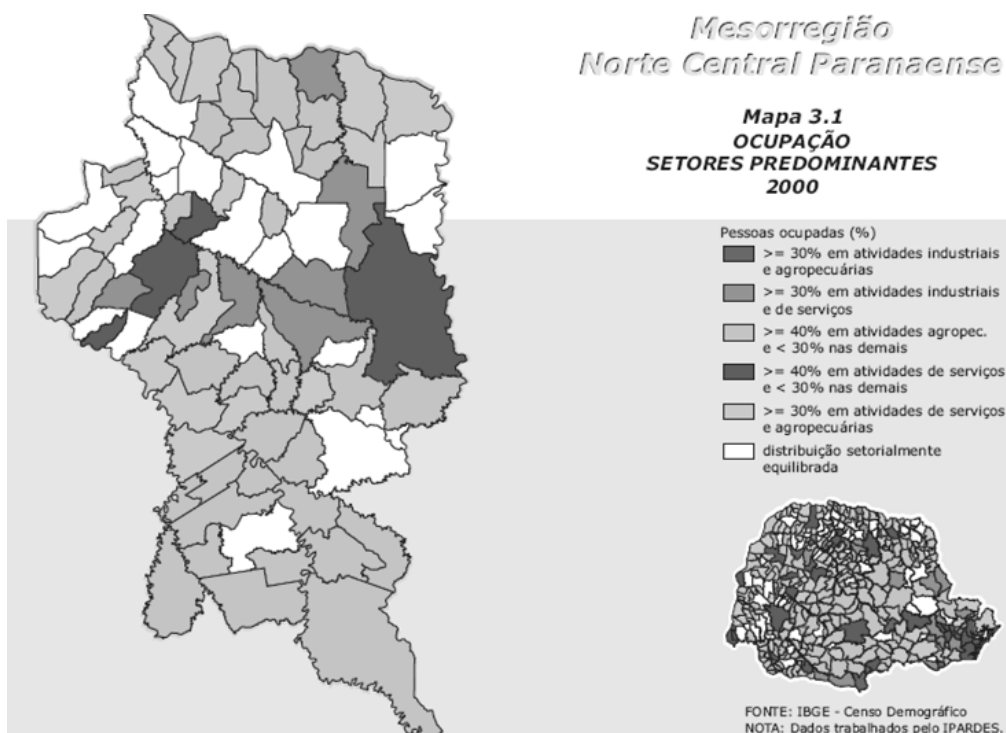 Mesorregião
Norte Central Paranaense
Mapa 3.1
OCUPAÇÃO
SETORES PREDOMINANTES
2000
Pessoas ocupadas (%)
>= 30% em atividades industriais
e agropecuárias
>= 30% em atividades industriais
e de serviços
>= 40% em atividades agropec.
e < 30% nas demais
>= 40% em atividades de serviços
e < 30% nas demais
>= 30% em atividades de serviços
e agropecuárias
distribuição setorialmente
equilibrada
FONTE: IBGE - Censo Demográfico
NOTA: Dados trabalhados pelo IPARDES.